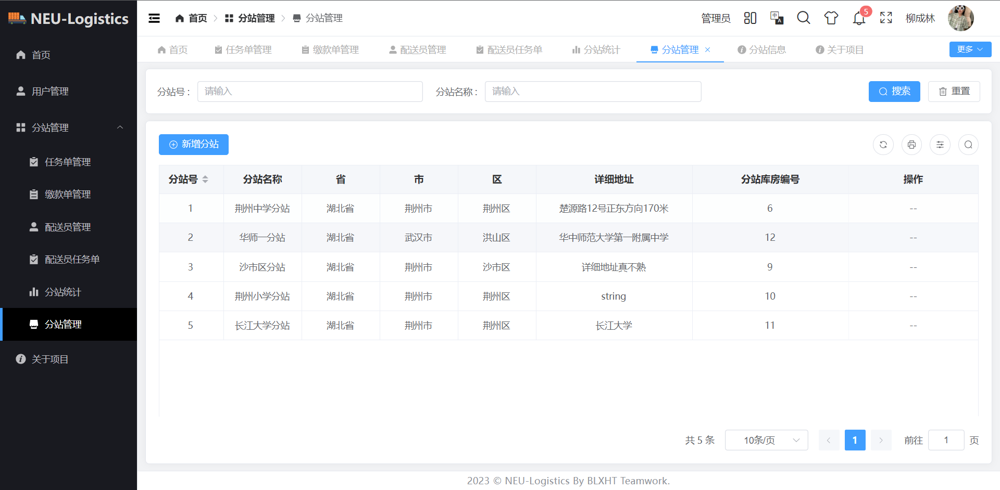 NEU-Logistics
首页
用户管理
分站管理
任务单管理
缴款单管理
配送员管理
配送员任务单
分站统计
分站管理
关于项目
首页 分站管理 分站管理
管理员 中 A 5 柳成林
首页 任务单管理 缴款单管理 配送员管理 配送员任务单 分站统计 分站管理 分站信息 关于项目 更多
分站号 : 请输入 分站名称 : 请输入 搜索 重置
新增分站
分站号 分站名称 省 市 区 详细地址 分站库房编号 操作
1 荆州中学分站 湖北省 荆州市 荆州区 楚源路12号正东方向170米 6 --
2 华师一分站 湖北省 武汉市 洪山区 华中师范大学第一附属中学 12 --
3 沙市区分站 湖北省 荆州市 沙市区 详细地址真不熟 9 --
4 荆州小学分站 湖北省 荆州市 荆州区 string 10 --
5 长江大学分站 湖北省 荆州市 荆州区 长江大学 11 --
共 5 条 10条/页 1 前往 1 页
2023 © NEU-Logistics By BLXHT Teamwork.